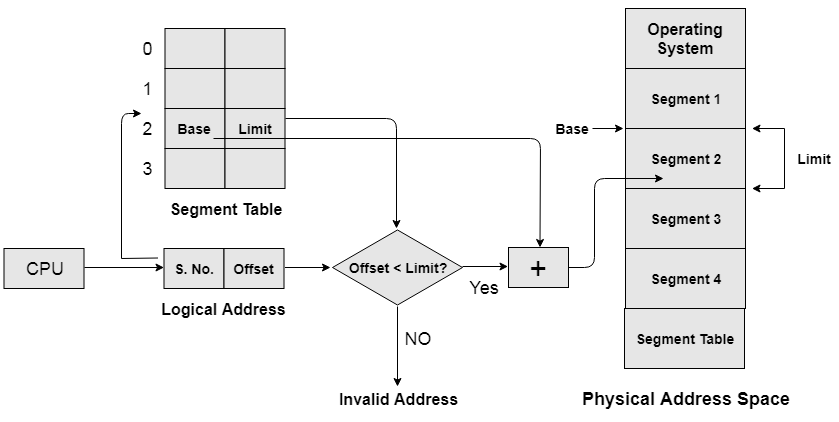 0
1
2
3
Base
Limit
Segment Table
CPU
S. No.
Offset
Logical Address
Offset < Limit?
Yes
NO
Invalid Address
+
Operating
System
Segment 1
Base
Segment 2
Limit
Segment 3
Segment 4
Segment Table
Physical Address Space